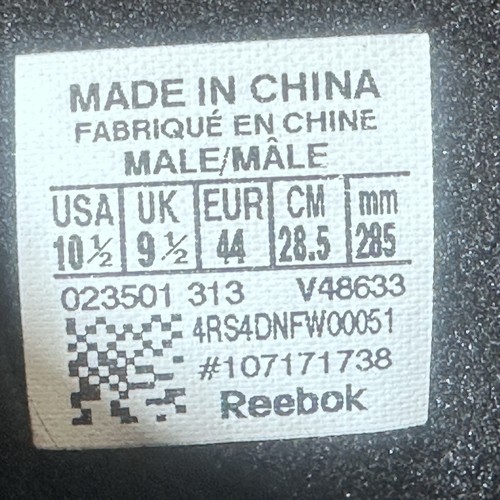 MADE IN CHINA
FABRIQUÉ EN CHINE
MALE/MÂLE
USA UK EUR CM mm
10½ 9½ 44 28.5 285
023501 313 V48633
4RS4DNFW00051
#107171738
Reebok